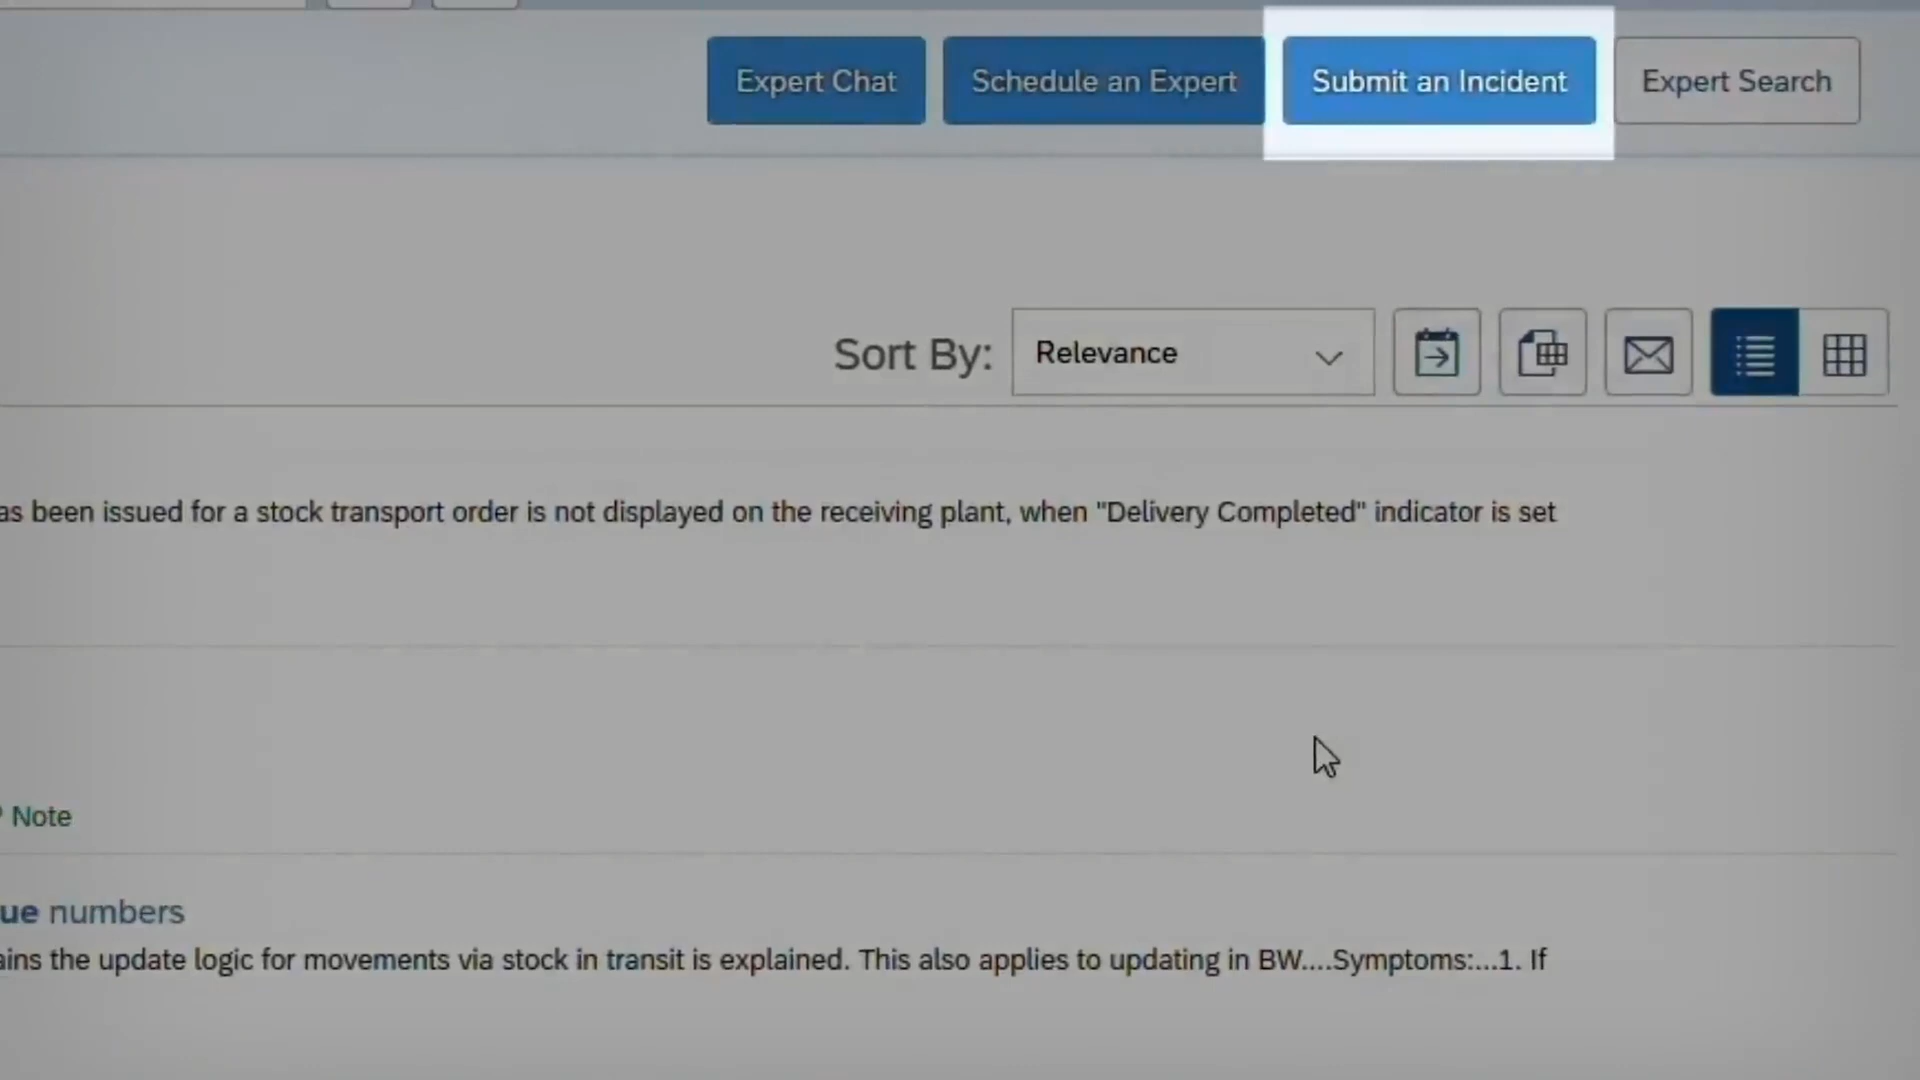 Expert Chat Schedule an Expert Submit an Incident Expert Search
Sort By: Relevance
as been issued for a stock transport order is not displayed on the receiving plant, when "Delivery Completed" indicator is set
Note
ue numbers
ains the update logic for movements via stock in transit is explained. This also applies to updating in BW....Symptoms:...1. If